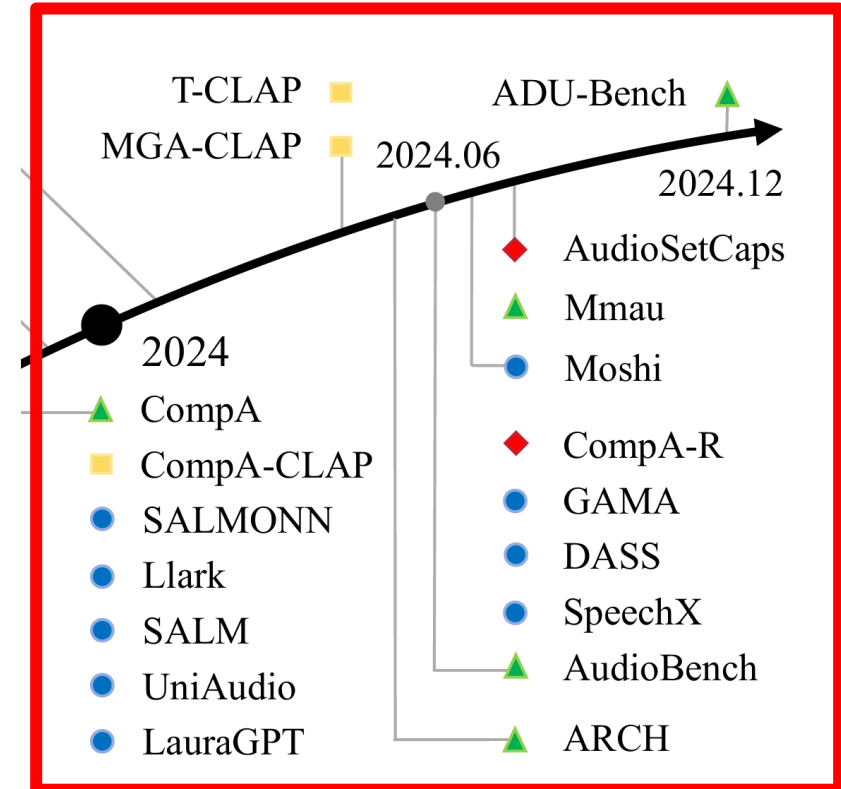 T-CLAP
MGA-CLAP
ADU-Bench
2024.06
2024.12
2024
CompA
CompA-CLAP
SALMONN
Llark
SALM
UniAudio
LauraGPT
AudioSetCaps
Mmau
Moshi
CompA-R
GAMA
DASS
SpeechX
AudioBench
ARCH